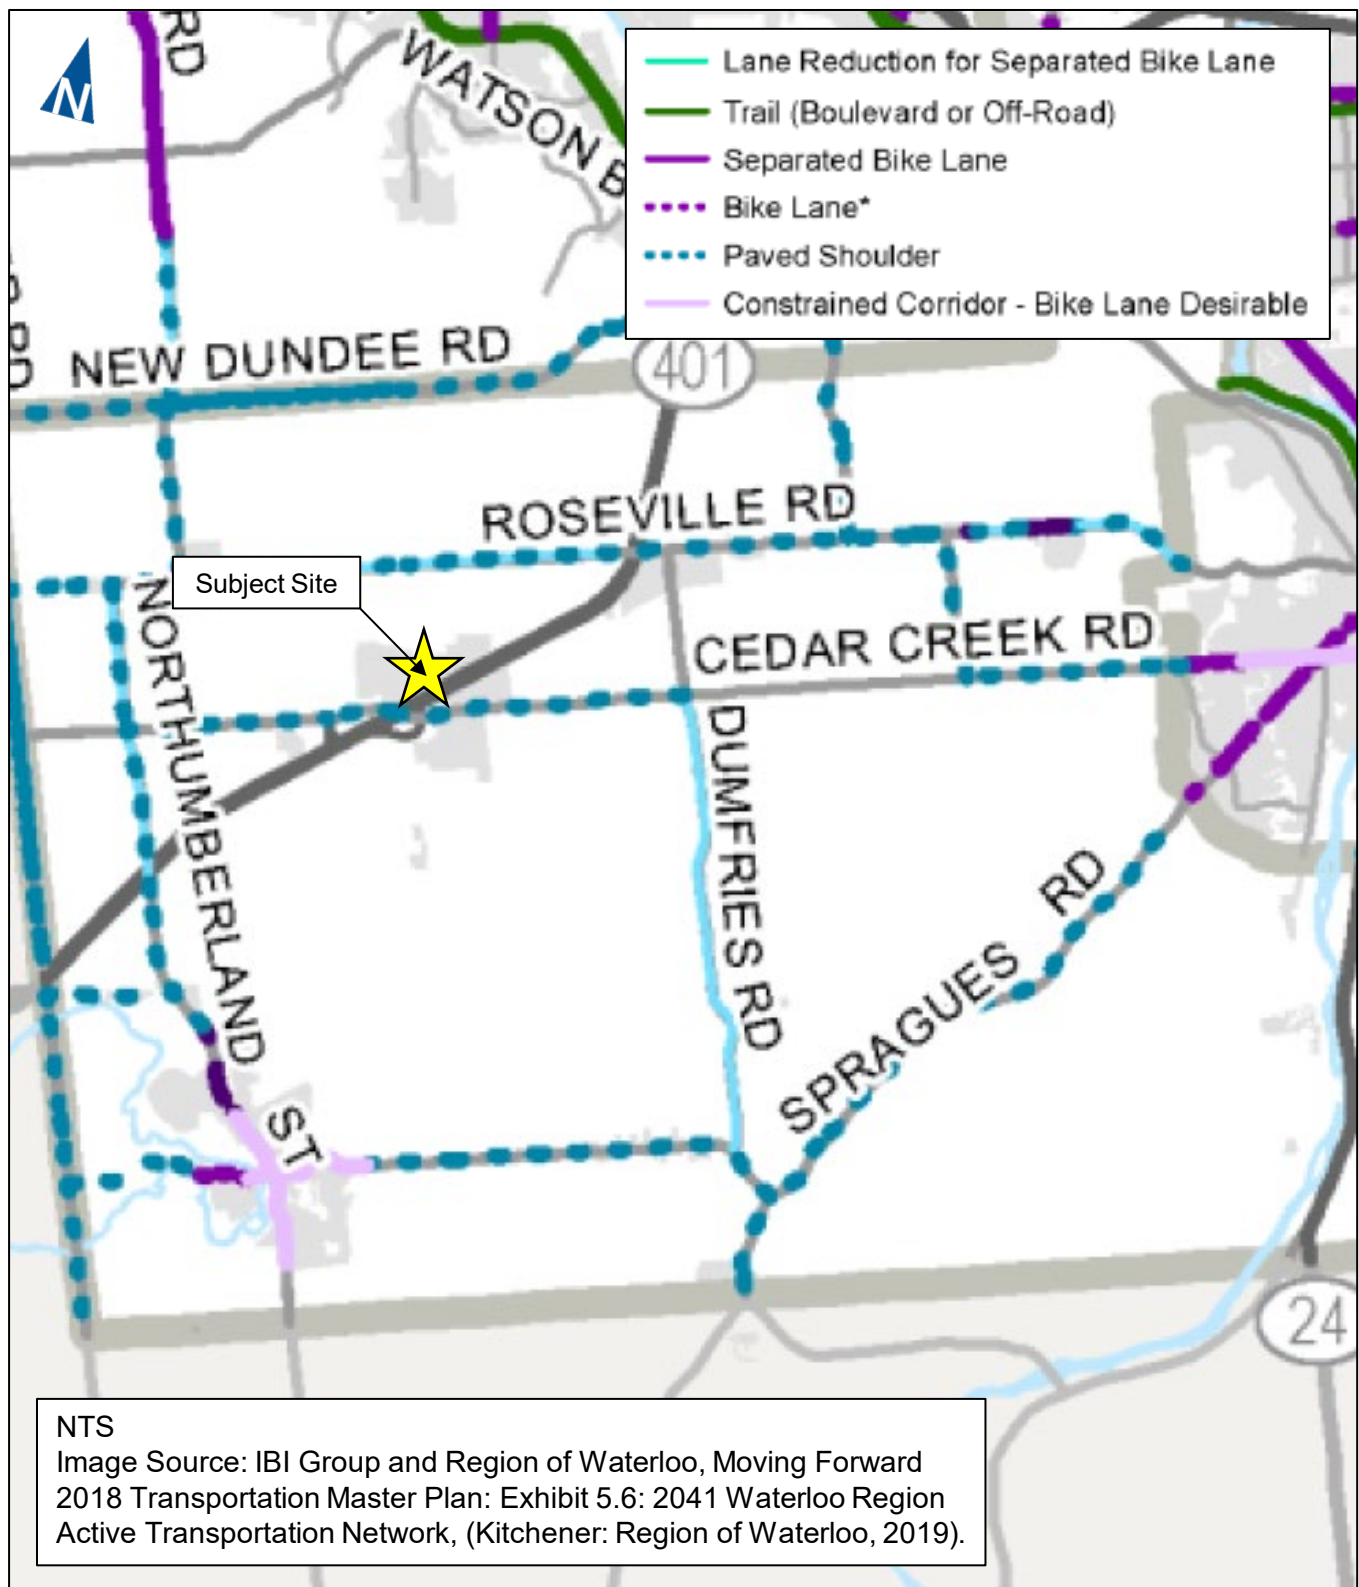 RD
N
WATSON B
Lane Reduction for Separated Bike Lane
Trail (Boulevard or Off-Road)
Separated Bike Lane
Bike Lane*
Paved Shoulder
Constrained Corridor - Bike Lane Desirable
RD
NEW DUNDEE RD
401
ROSEVILLE RD
Subject Site
CEDAR CREEK RD
NORTHUMBERLAND ST
DUMFRIES RD
SPRAGUES RD
24
NTS
Image Source: IBI Group and Region of Waterloo, Moving Forward
2018 Transportation Master Plan: Exhibit 5.6: 2041 Waterloo Region
Active Transportation Network, (Kitchener: Region of Waterloo, 2019).